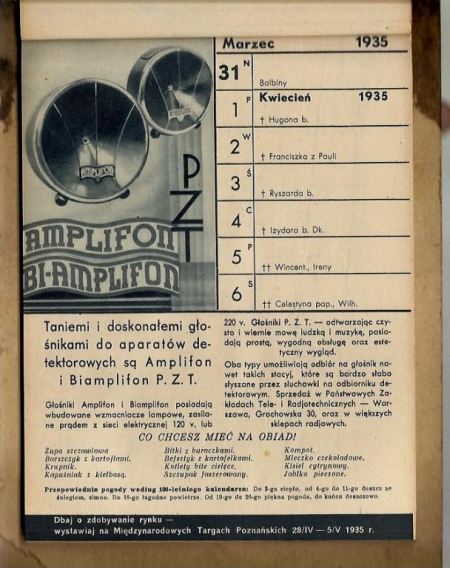 Marzec 1935
31 N
Balbiny
1 P Kwiecień 1935
† Hugona b.
2 W
† Franciszka z Pauli
3 Ś
† Ryszarda b.
4 C
† Izydora b. Dk.
5 P
†† Wincent., Ireny
6 S
†† Celestyna pap., Wilh.
AMPLIFON
PZT
AMPLIFON
BI-AMPLIFON
Taniemi i doskonałemi gło-
śnikami do aparatów de-
tektorowych są Amplifon
i Biamplifon P. Z. T.
Głośniki Amplifon i Biamplifon posiadają
wbudowane wzmacniacze lampowe, zasila-
ne prądem z sieci elektrycznej 120 v. lub
220 v. Głośniki P. Z. T. — odtwarzając czy-
sto i wiernie mowę ludzką i muzykę, posia-
dają prostą, wygodną obsługę oraz este-
tyczny wygląd.
Oba typy umożliwiają odbiór na głośnik na-
wet takich stacyj, które są bardzo słabo
słyszane przez słuchawki na odbiorniku de-
tektorowym. Sprzedaż w Państwowych Za-
kładach Tele- i Radjotechnicznych — War-
szawa, Grochowska 30, oraz w większych
sklepach radjowych.
CO CHCESZ MIEĆ NA OBIAD!
Zupa szczawiowa
Barszczyk z kartoflami.
Krupnik.
Kapuśniak z kiełbasą.
Bitki z buraczkami.
Befsztyk z kartofelkami.
Kotlety bite cielęce.
Szczupak faszerowany.
Kompot.
Mleczko czekoladowe.
Kisiel cytrynowy.
Jabłka pieczone.
Przepowiednie pogody według 100-letniego kalendarza: Do 3-go ciepło, od 4-go do 11-go deszcz ze
śniegiem, zimno. Do 18-go łagodne powietrze. Od 19-go do 26-go piękna pogoda, do końca deszczowo.
Dbaj o zdobywanie rynku —
wystawiaj na Międzynarodowych Targach Poznańskich 28/IV — 5/V 1935 r.